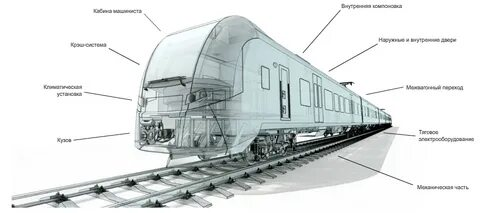 Кабина машиниста
Крэш-система
Климатическая
установка
Кузов
Внутренняя компоновка
Наружные и внутренние двери
Межвагонный переход
Тяговое
электрооборудование
Механическая часть